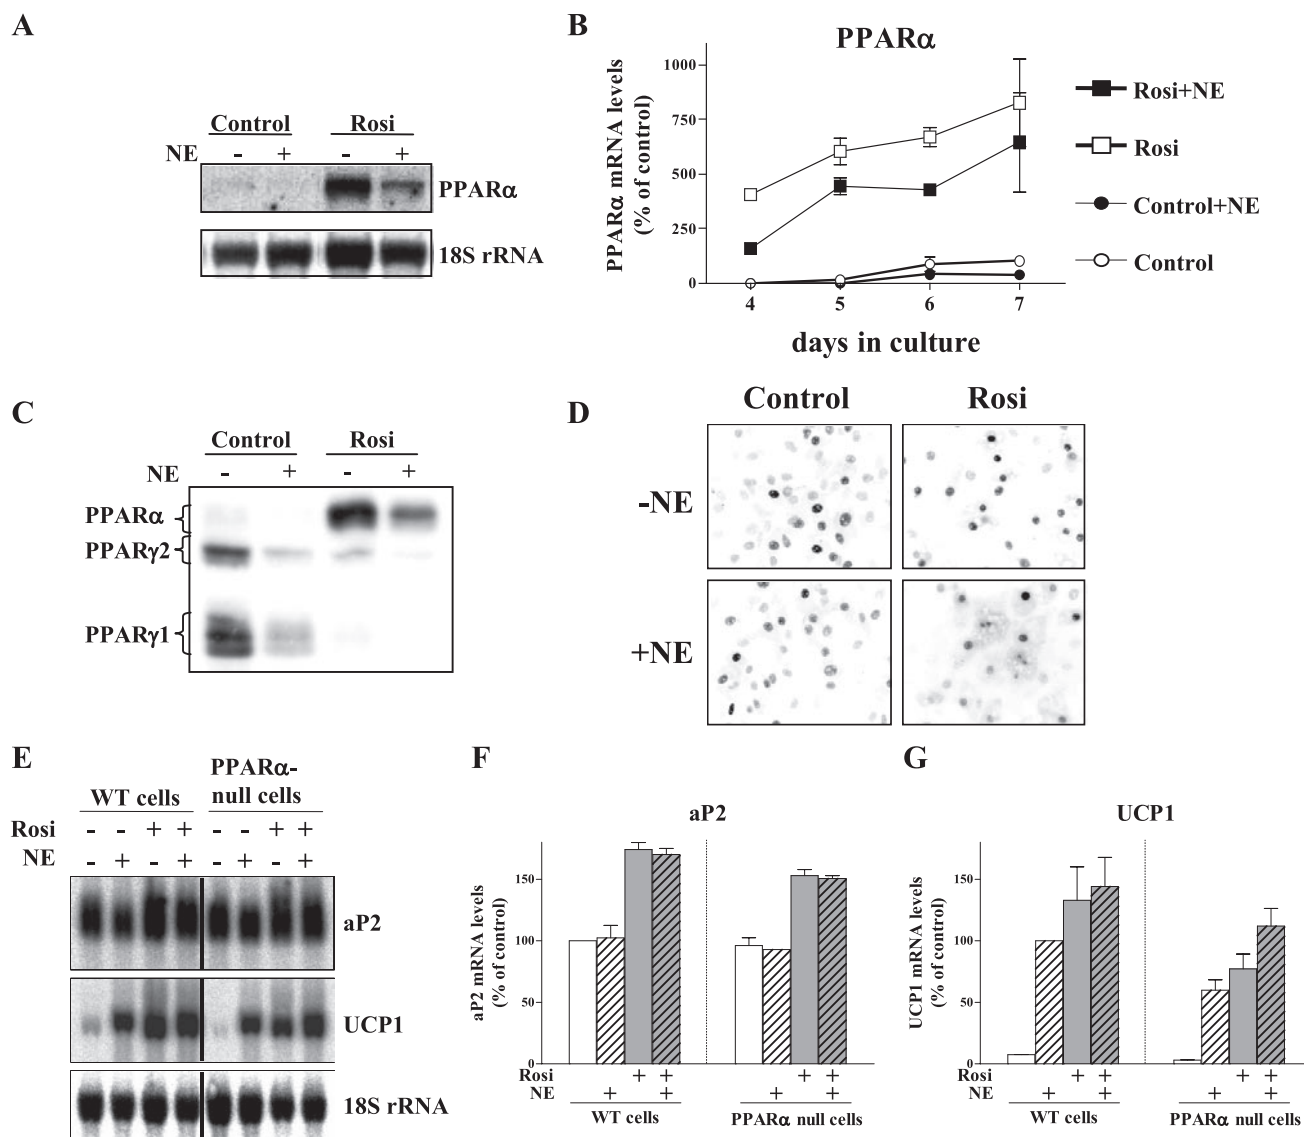 A
Control Rosi
NE - + - +
PPARα
18S rRNA
B
PPARα
PPARα mRNA levels
(% of control)
1000
750
500
250
0
4 5 6 7
days in culture
Rosi+NE
Rosi
Control+NE
Control
C
Control Rosi
NE - + - +
PPARα
PPARγ2
PPARγ1
D
Control Rosi
-NE
+NE
E
WT cells
PPARα-
null cells
Rosi - - + + - - + +
NE - + - + - + - +
aP2
UCP1
18S rRNA
F
aP2
aP2 mRNA levels
(% of control)
150
100
50
0
Rosi + + + +
NE + + + +
WT cells PPARα null cells
G
UCP1
UCP1 mRNA levels
(% of control)
150
100
50
0
Rosi + + + +
NE + + + +
WT cells PPARα null cells